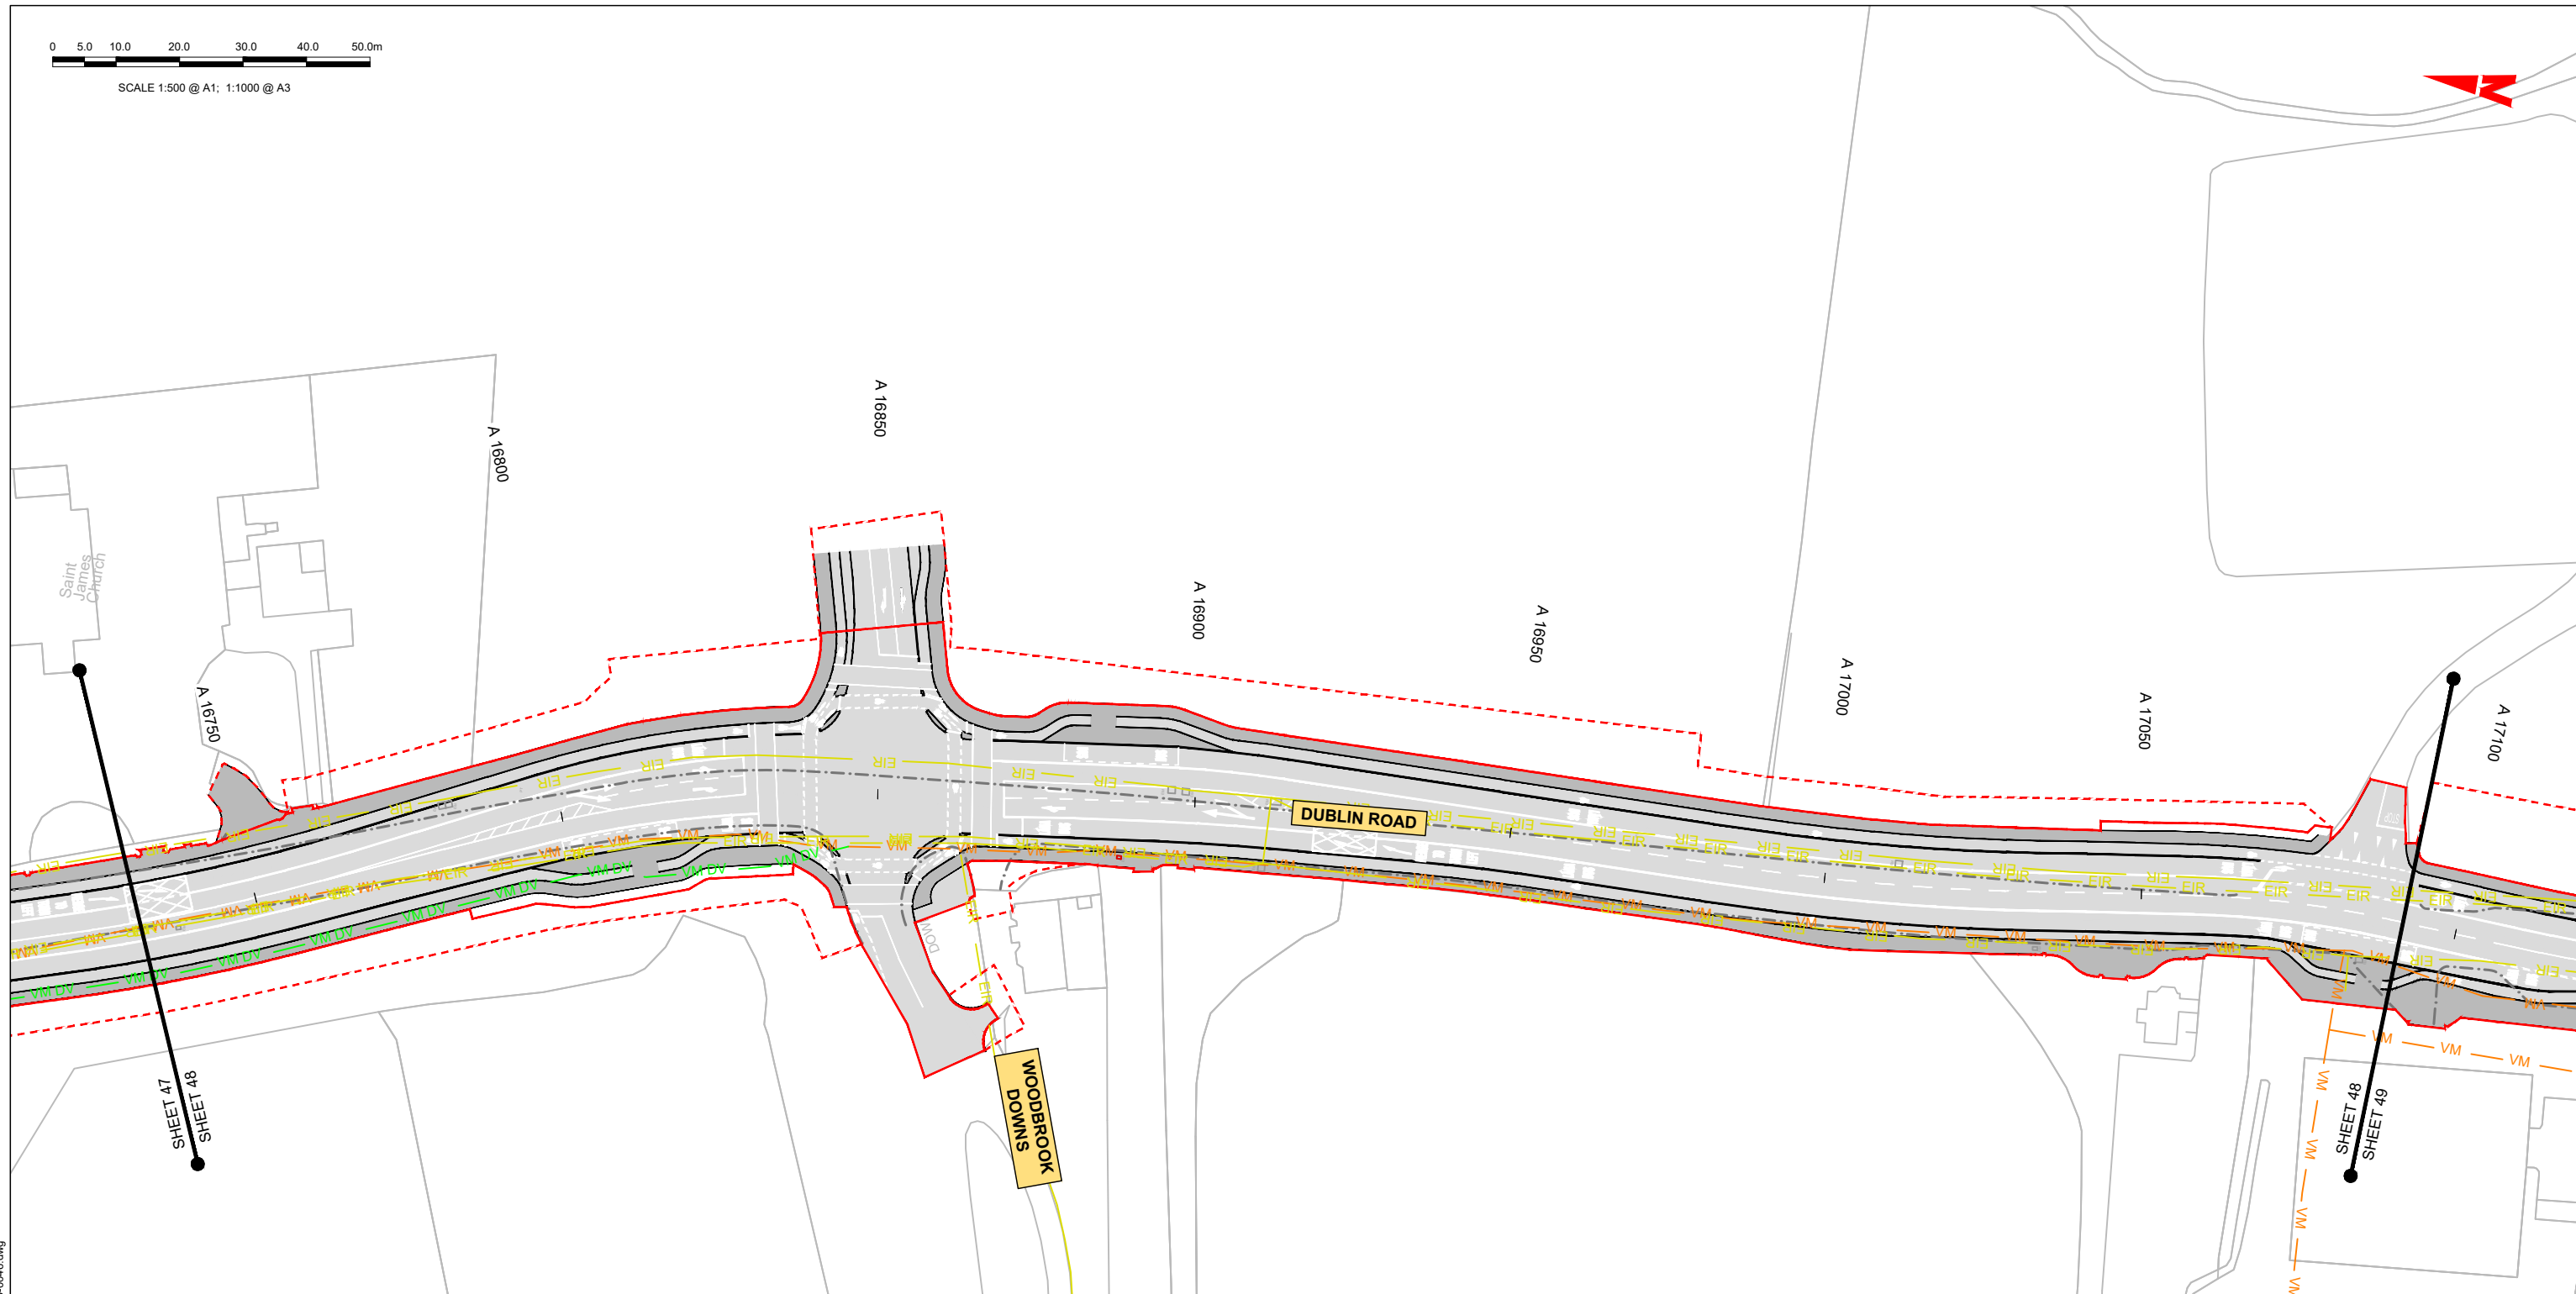 0 5.0 10.0 20.0 30.0 40.0 50.0m
SCALE 1:500 @ A1; 1:1000 @ A3
N
A 16750
A 16800
A 16850
A 16900
A 16950
A 17000
A 17050
A 17100
Saint
James
Church
DUBLIN ROAD
WOODBROOK
DOWNS
DOW
SHEET 47
SHEET 48
SHEET 48
SHEET 49
EIR
VM
VM DV